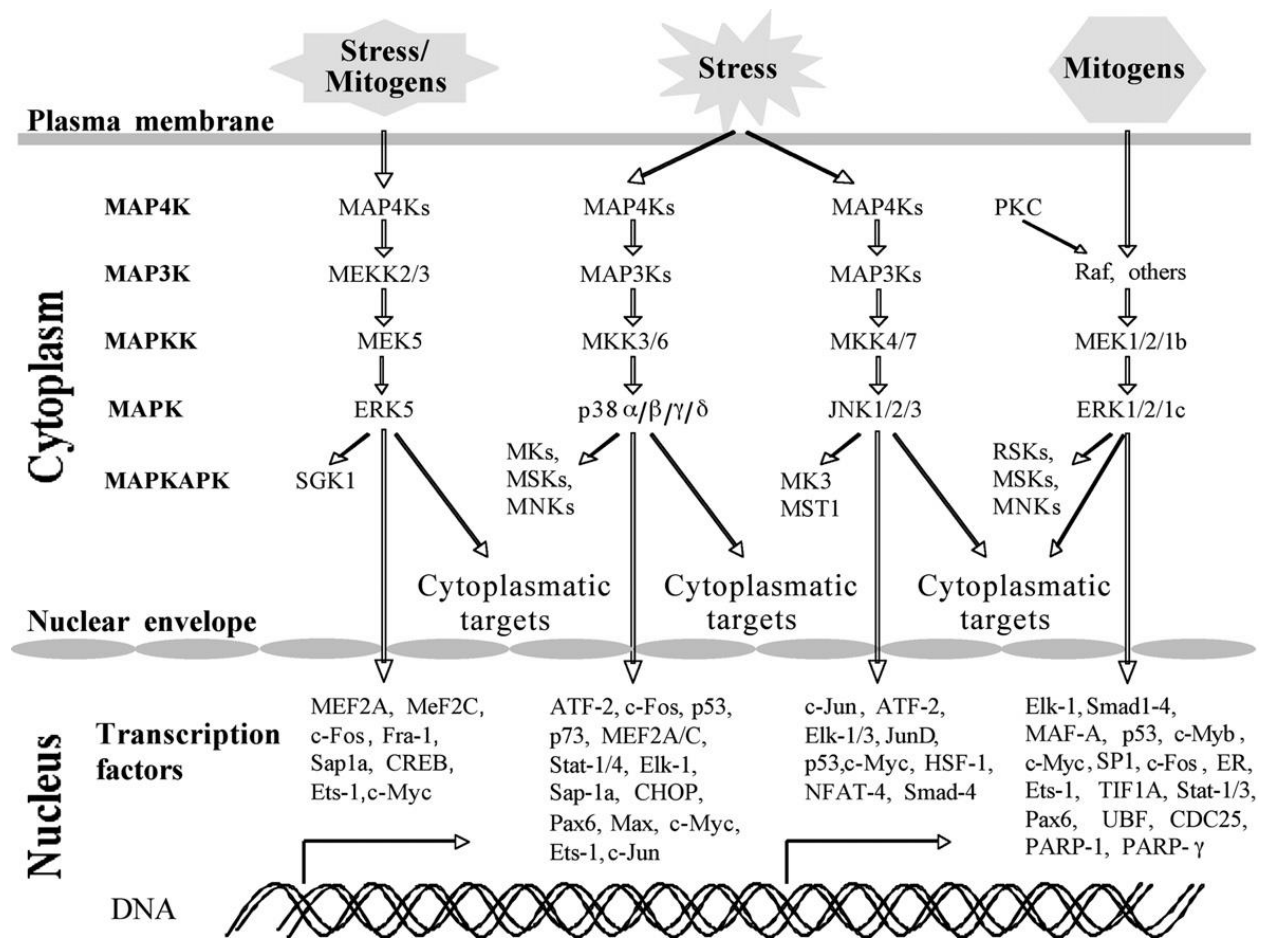 Stress/
Mitogens
Stress
Mitogens
Plasma membrane
MAP4K
MAP4Ks
MAP4Ks
MAP4Ks
PKC
MAP3K
MEKK2/3
MAP3Ks
MAP3Ks
Raf, others
MAPKK
MEK5
MKK3/6
MKK4/7
MEK1/2/1b
MAPK
ERK5
p38 α/β/γ/δ
JNK1/2/3
ERK1/2/1c
Cytoplasm
MAPKAPK
SGK1
MKs,
MSKs,
MNKs
MK3
MST1
RSKs,
MSKs,
MNKs
Cytoplasmatic
targets
Cytoplasmatic
targets
Cytoplasmatic
targets
Nuclear envelope
Nucleus
Transcription
factors
MEF2A, MeF2C,
c-Fos, Fra-1,
Sap1a, CREB,
Ets-1, c-Myc
ATF-2, c-Fos, p53,
p73, MEF2A/C,
Stat-1/4, Elk-1,
Sap-1a, CHOP,
Pax6, Max, c-Myc,
Ets-1, c-Jun
c-Jun, ATF-2,
Elk-1/3, JunD,
p53,c-Myc, HSF-1,
NFAT-4, Smad-4
Elk-1, Smad1-4,
MAF-A, p53, c-Myb,
c-Myc, SP1, c-Fos, ER,
Ets-1, TIF1A, Stat-1/3,
Pax6, UBF, CDC25,
PARP-1, PARP-γ
DNA